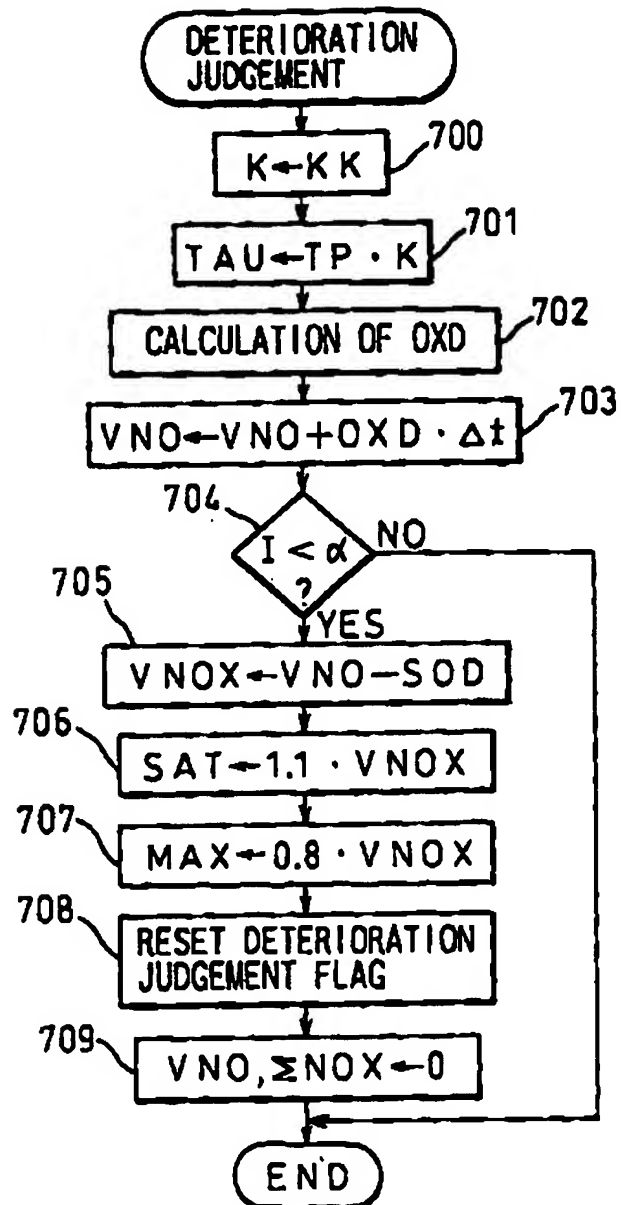 DETERIORATION
JUDGEMENT
700
K←KK
701
TAU←TP・K
702
CALCULATION OF OXD
703
VNO←VNO+OXD・Δt
704
I<α
?
NO
YES
705
VNOX←VNO−SOD
706
SAT←1.1・VNOX
707
MAX←0.8・VNOX
708
RESET DETERIORATION
JUDGEMENT FLAG
709
VNO,ΣNOX←0
END